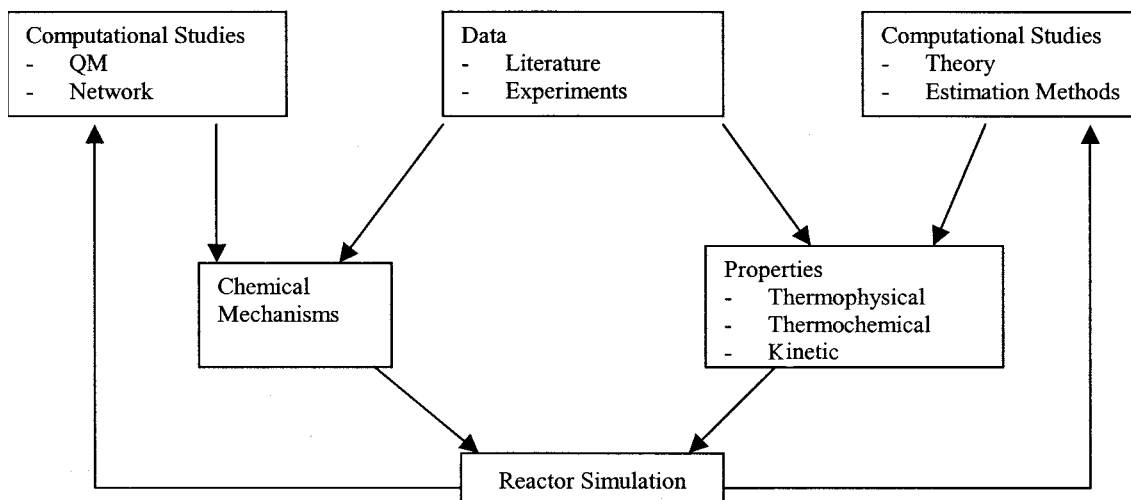 Computational Studies
- QM
- Network
Data
- Literature
- Experiments
Computational Studies
- Theory
- Estimation Methods
Chemical
Mechanisms
Properties
- Thermophysical
- Thermochemical
- Kinetic
Reactor Simulation